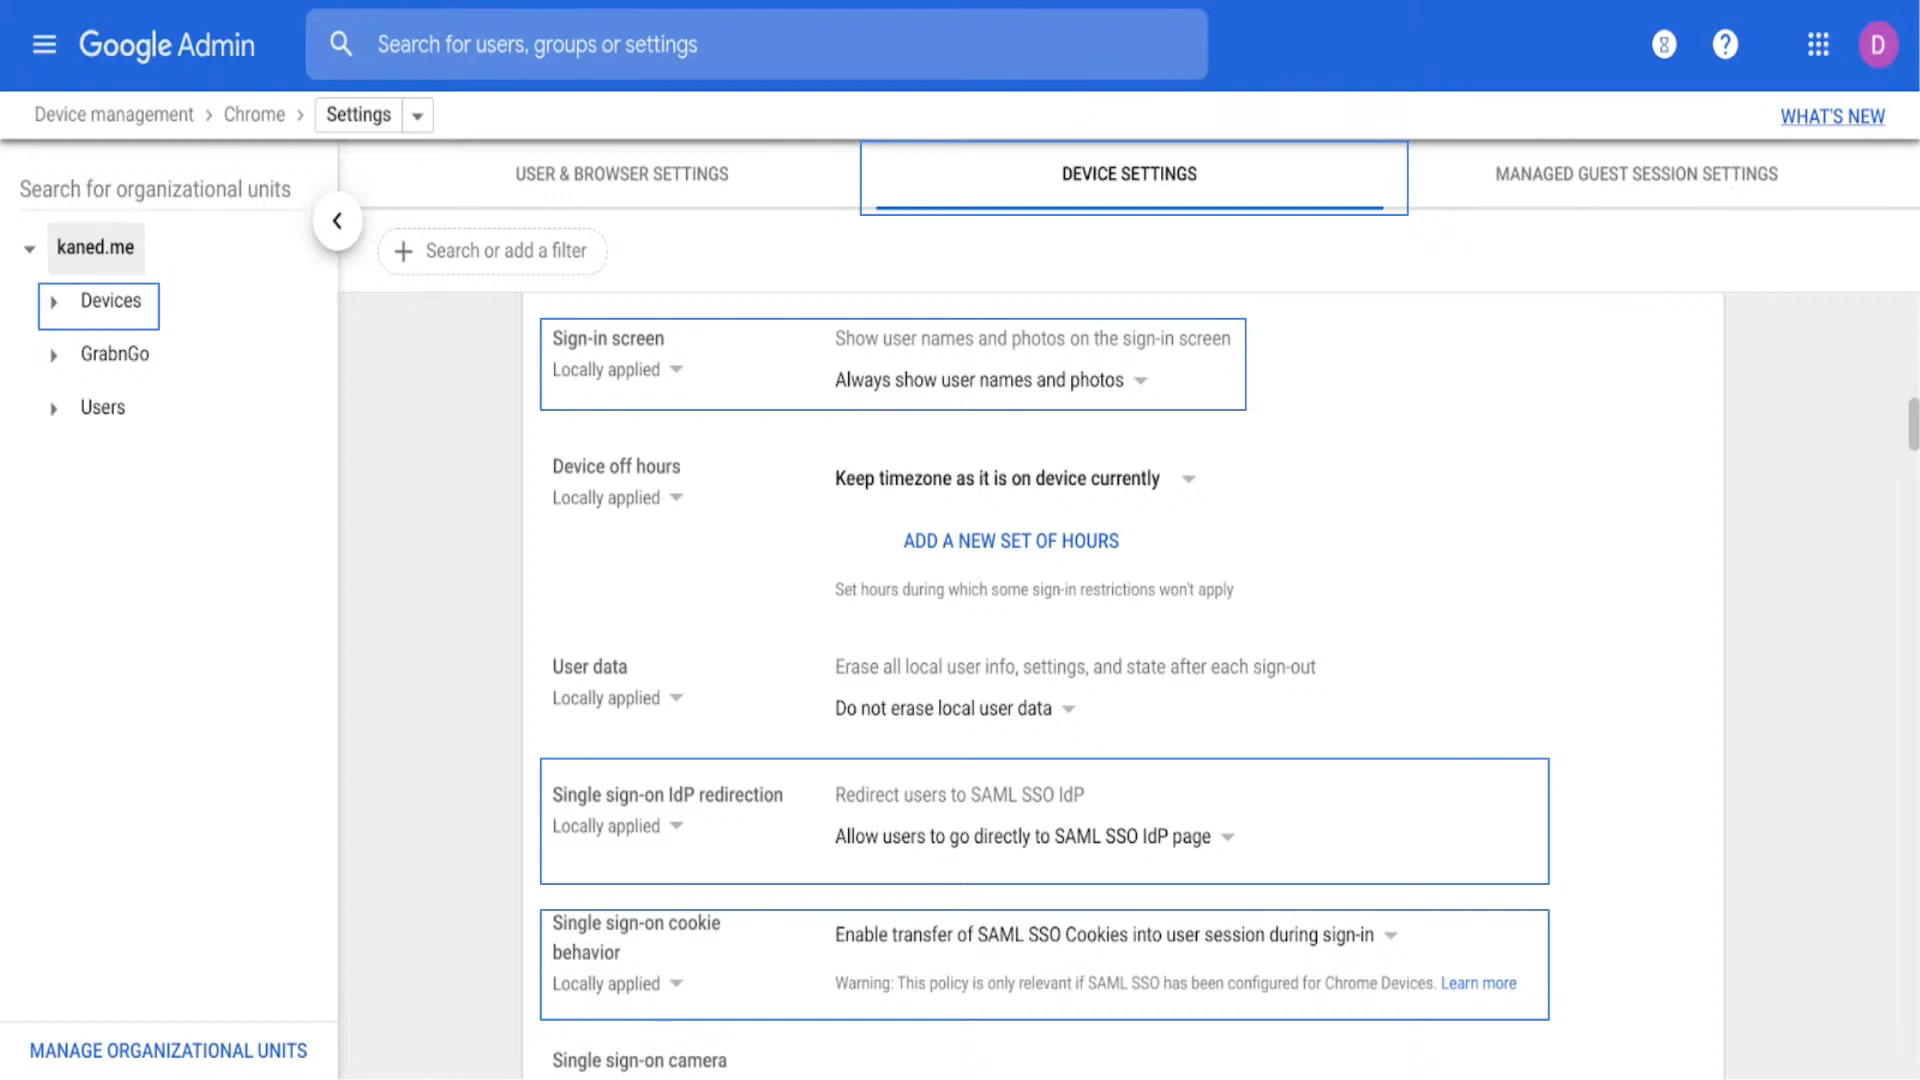 Google Admin
Search for users, groups or settings
D
Device management > Chrome > Settings
WHAT'S NEW
Search for organizational units
kaned.me
Devices
GrabnGo
Users
MANAGE ORGANIZATIONAL UNITS
USER & BROWSER SETTINGS
DEVICE SETTINGS
MANAGED GUEST SESSION SETTINGS
+ Search or add a filter
Sign-in screen
Locally applied
Show user names and photos on the sign-in screen
Always show user names and photos
Device off hours
Locally applied
Keep timezone as it is on device currently
ADD A NEW SET OF HOURS
Set hours during which some sign-in restrictions won't apply
User data
Locally applied
Erase all local user info, settings, and state after each sign-out
Do not erase local user data
Single sign-on IdP redirection
Locally applied
Redirect users to SAML SSO IdP
Allow users to go directly to SAML SSO IdP page
Single sign-on cookie
behavior
Locally applied
Enable transfer of SAML SSO Cookies into user session during sign-in
Warning: This policy is only relevant if SAML SSO has been configured for Chrome Devices. Learn more
Single sign-on camera